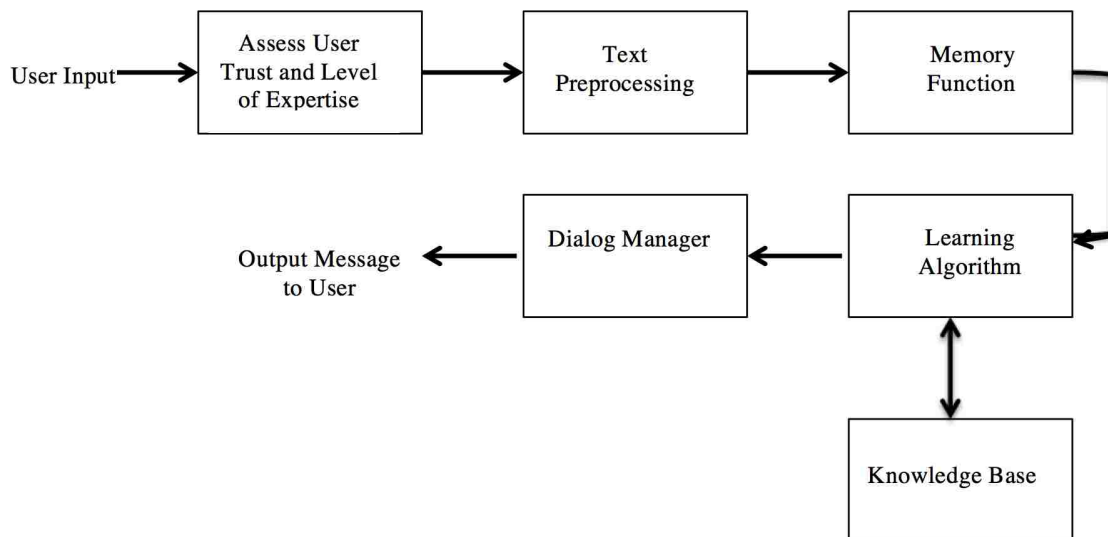 User Input
Assess User
Trust and Level
of Expertise
Text
Preprocessing
Memory
Function
Learning
Algorithm
Dialog Manager
Output Message
to User
Knowledge Base